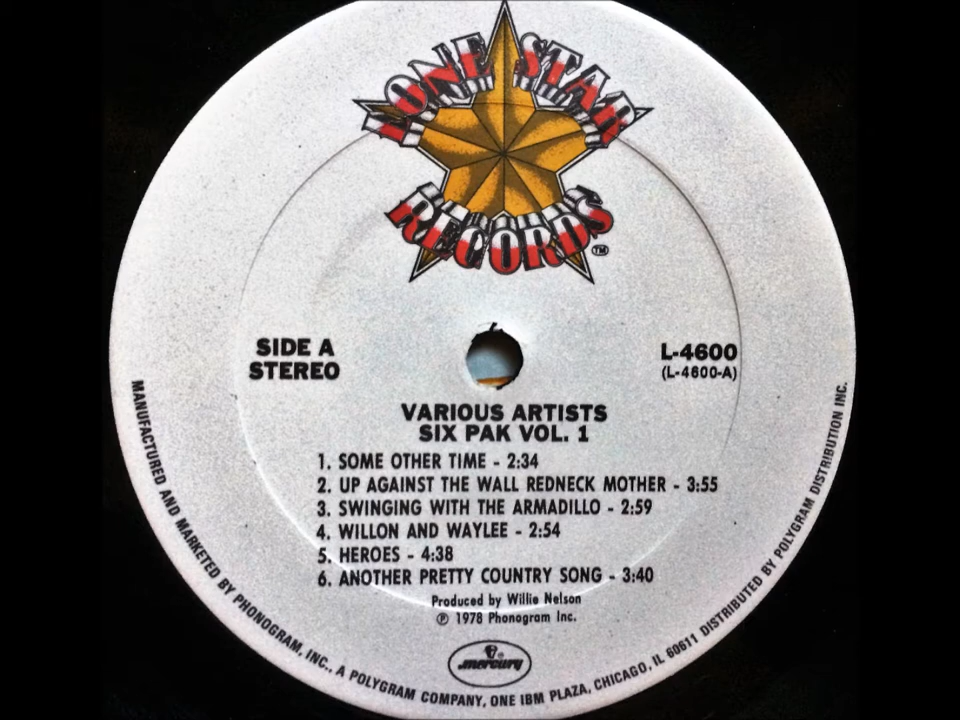 LONE STAR
RECORDS
TM
SIDE A
STEREO
L-4600
(L-4600-A)
VARIOUS ARTISTS
SIX PAK VOL. 1
1. SOME OTHER TIME - 2:34
2. UP AGAINST THE WALL REDNECK MOTHER - 3:55
3. SWINGING WITH THE ARMADILLO - 2:59
4. WILLON AND WAYLEE - 2:54
5. HEROES - 4:38
6. ANOTHER PRETTY COUNTRY SONG - 3:40
Produced by Willie Nelson
℗ 1978 Phonogram Inc.
mercury
MANUFACTURED AND MARKETED BY PHONOGRAM, INC., A POLYGRAM COMPANY, ONE IBM PLAZA, CHICAGO, IL 60611 DISTRIBUTED BY POLYGRAM DISTRIBUTION INC.